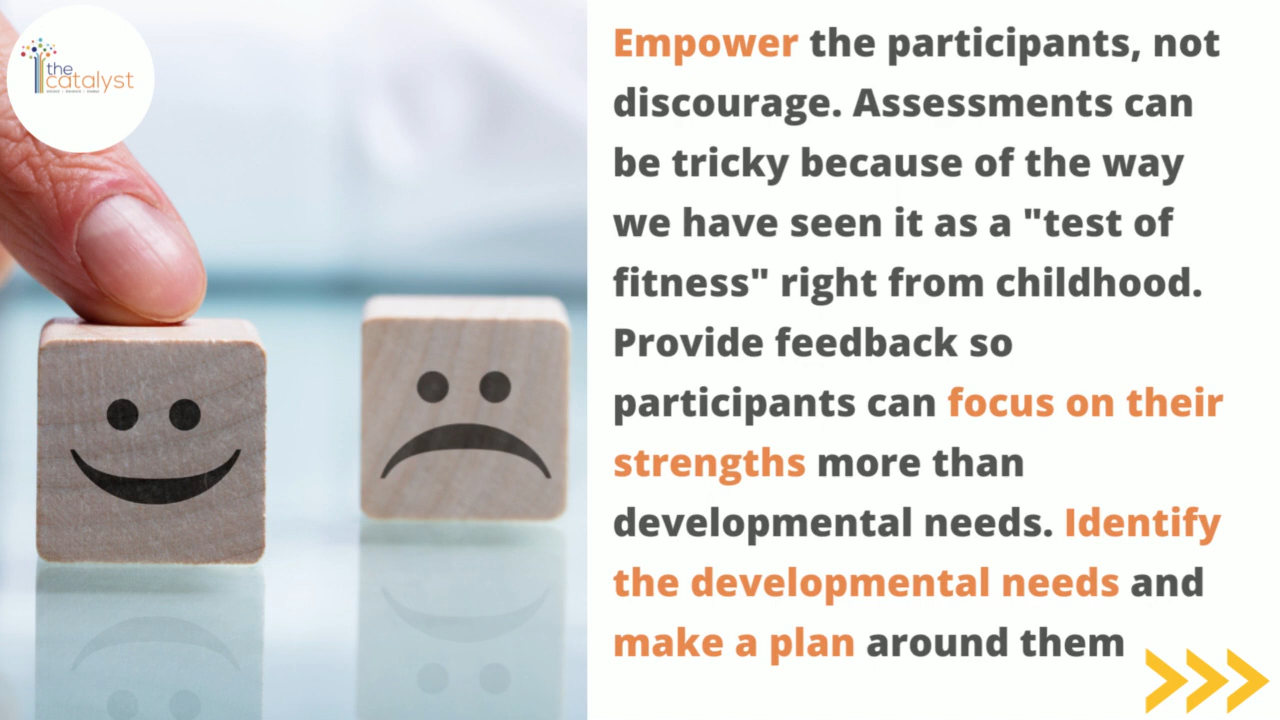 the
catalyst
Empower the participants, not
discourage. Assessments can
be tricky because of the way
we have seen it as a "test of
fitness" right from childhood.
Provide feedback so
participants can focus on their
strengths more than
developmental needs. Identify
the developmental needs and
make a plan around them